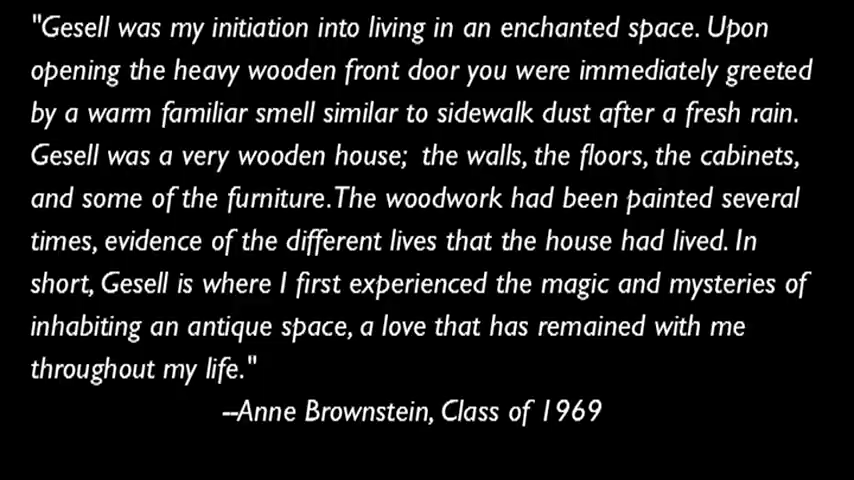 "Gesell was my initiation into living in an enchanted space. Upon
opening the heavy wooden front door you were immediately greeted
by a warm familiar smell similar to sidewalk dust after a fresh rain.
Gesell was a very wooden house;  the walls, the floors, the cabinets,
and some of the furniture.The woodwork had been painted several
times, evidence of the different lives that the house had lived. In
short, Gesell is where I first experienced the magic and mysteries of
inhabiting an antique space, a love that has remained with me
throughout my life."
--Anne Brownstein, Class of 1969